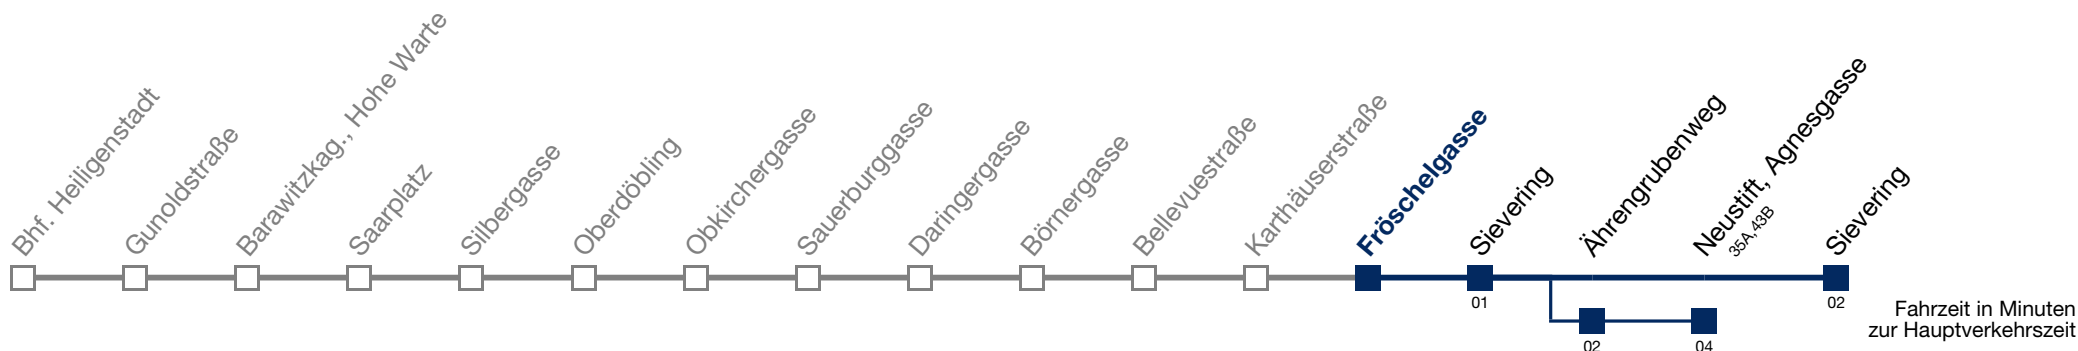 Bhf. Heiligenstadt
Gunoldstraße
Barawitzkag., Hohe Warte
Saarplatz
Silbergasse
Oberdöbling
Obkirchergasse
Sauerburggasse
Daringergasse
Börnergasse
Bellevuestraße
Karthäuserstraße
Fröschelgasse
Sievering
01
Ährengrubenweg
02
Neustift, Agnesgasse
35A,43B
04
Sievering
02
Fahrzeit in Minuten
zur Hauptverkehrszeit